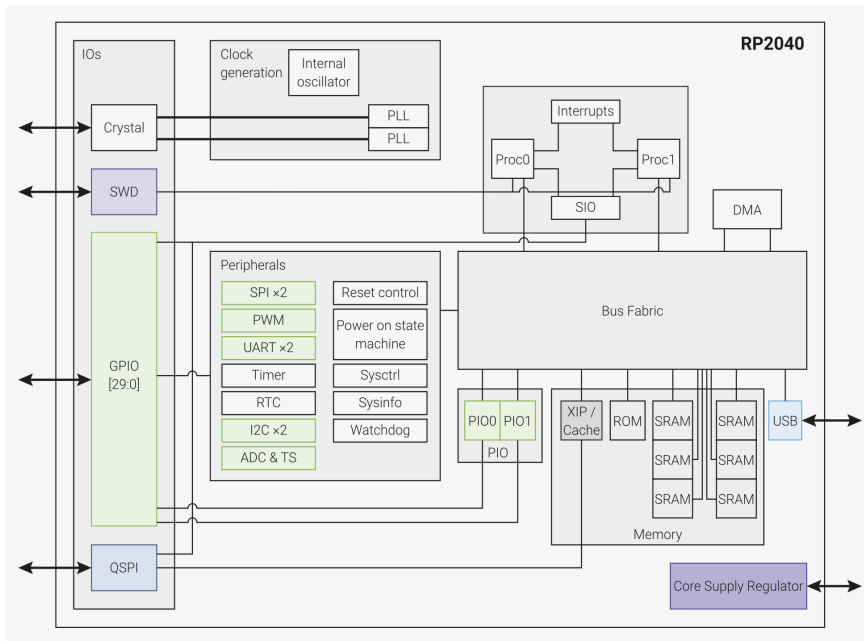 RP2040
IOs
Clock
generation
Internal
oscillator
Crystal
PLL
PLL
Interrupts
Proc0
Proc1
SWD
SIO
DMA
Peripherals
SPI ×2
Reset control
PWM
Power on state
machine
UART ×2
Bus Fabric
GPIO
[29:0]
Timer
Sysctrl
RTC
Sysinfo
I2C ×2
Watchdog
ADC & TS
PIO0
PIO1
PIO
XIP /
Cache
ROM
SRAM
SRAM
USB
SRAM
SRAM
SRAM
SRAM
Memory
QSPI
Core Supply Regulator